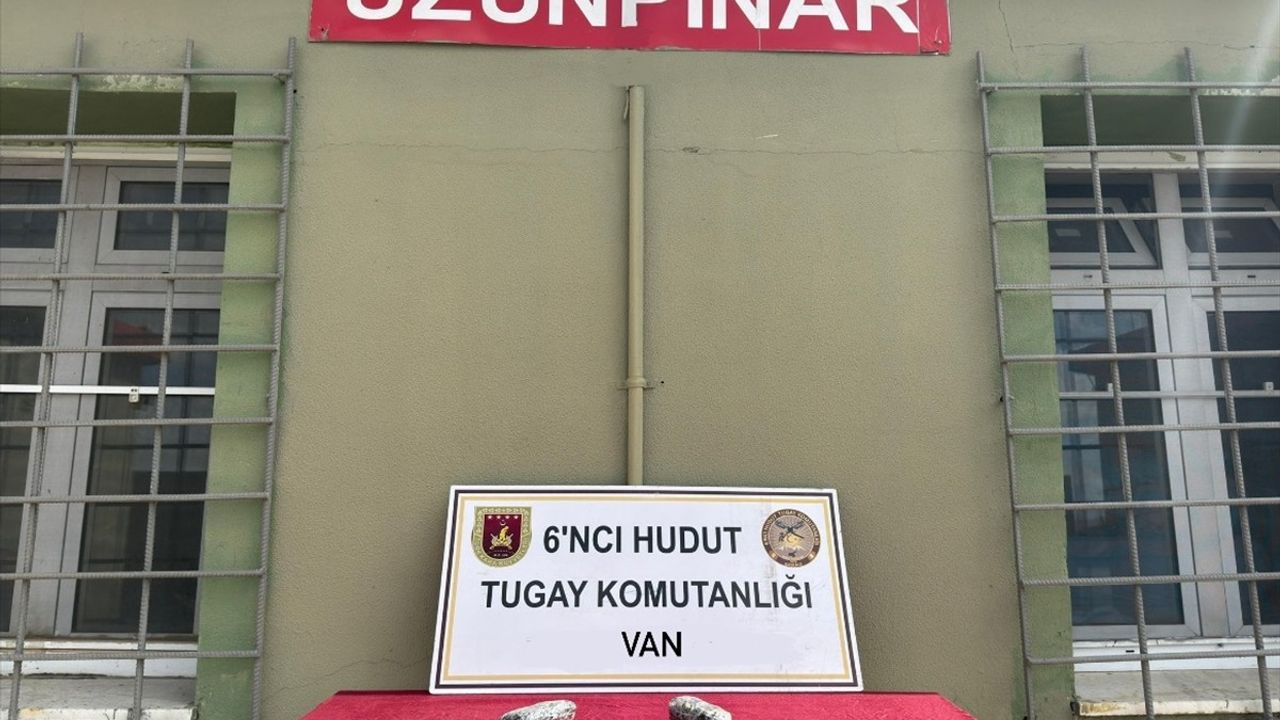 UZUNPINAR
6'NCI HUDUT
TUGAY KOMUTANLIĞI
VAN